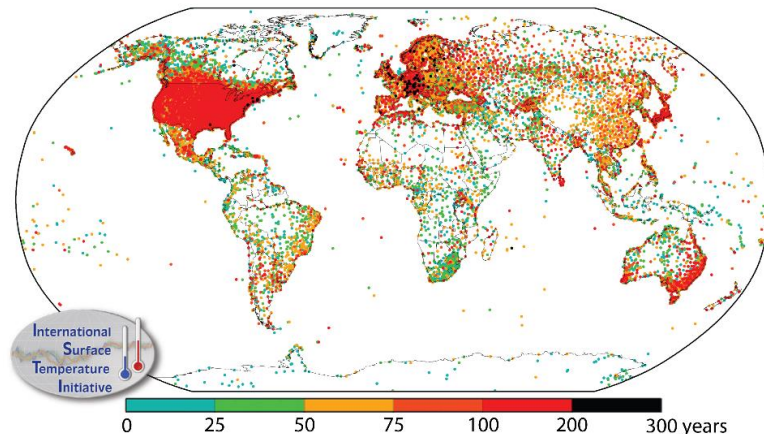 International
Surface
Temperature
Initiative
0 25 50 75 100 200 300 years